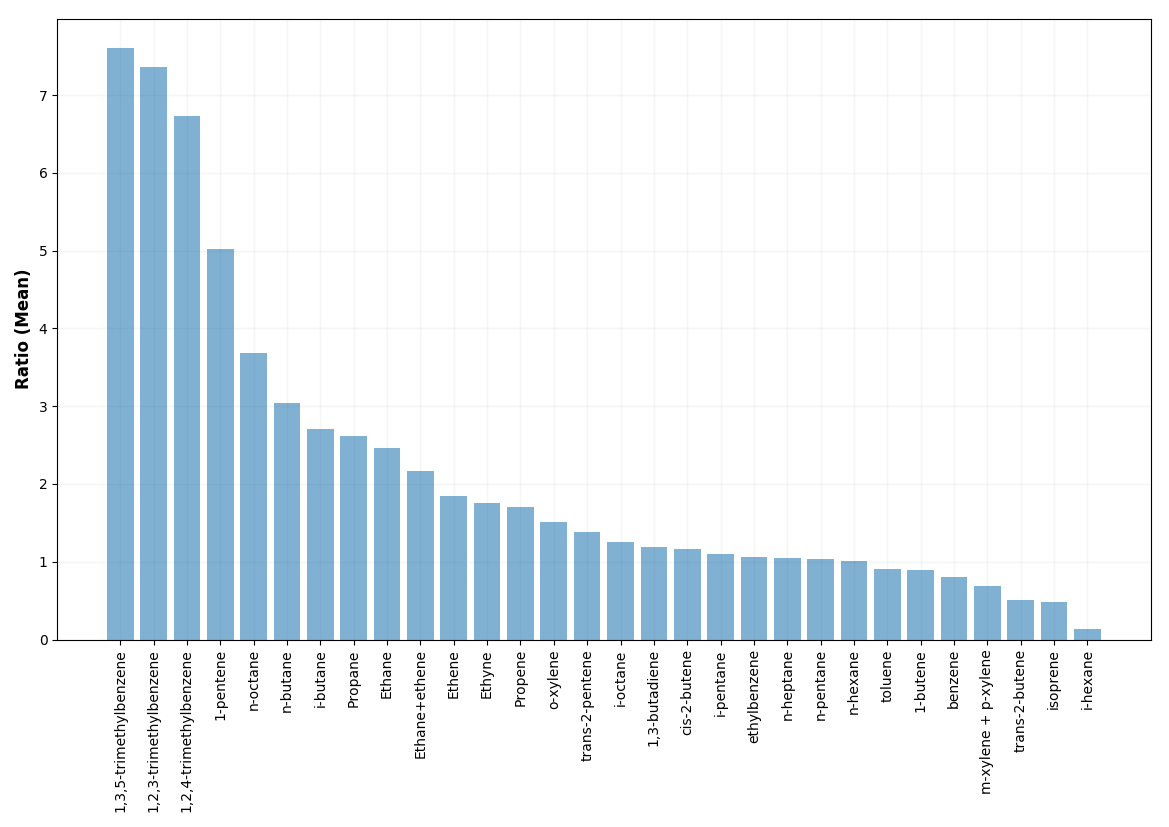 Ratio (Mean)
7
6
5
4
3
2
1
0
1,3,5-trimethylbenzene
1,2,3-trimethylbenzene
1,2,4-trimethylbenzene
1-pentene
n-octane
n-butane
i-butane
Propane
Ethane
Ethane+ethene
Ethene
Ethyne
Propene
o-xylene
trans-2-pentene
i-octane
1,3-butadiene
cis-2-butene
i-pentane
ethylbenzene
n-heptane
n-pentane
n-hexane
toluene
1-butene
benzene
m-xylene + p-xylene
trans-2-butene
isoprene
i-hexane